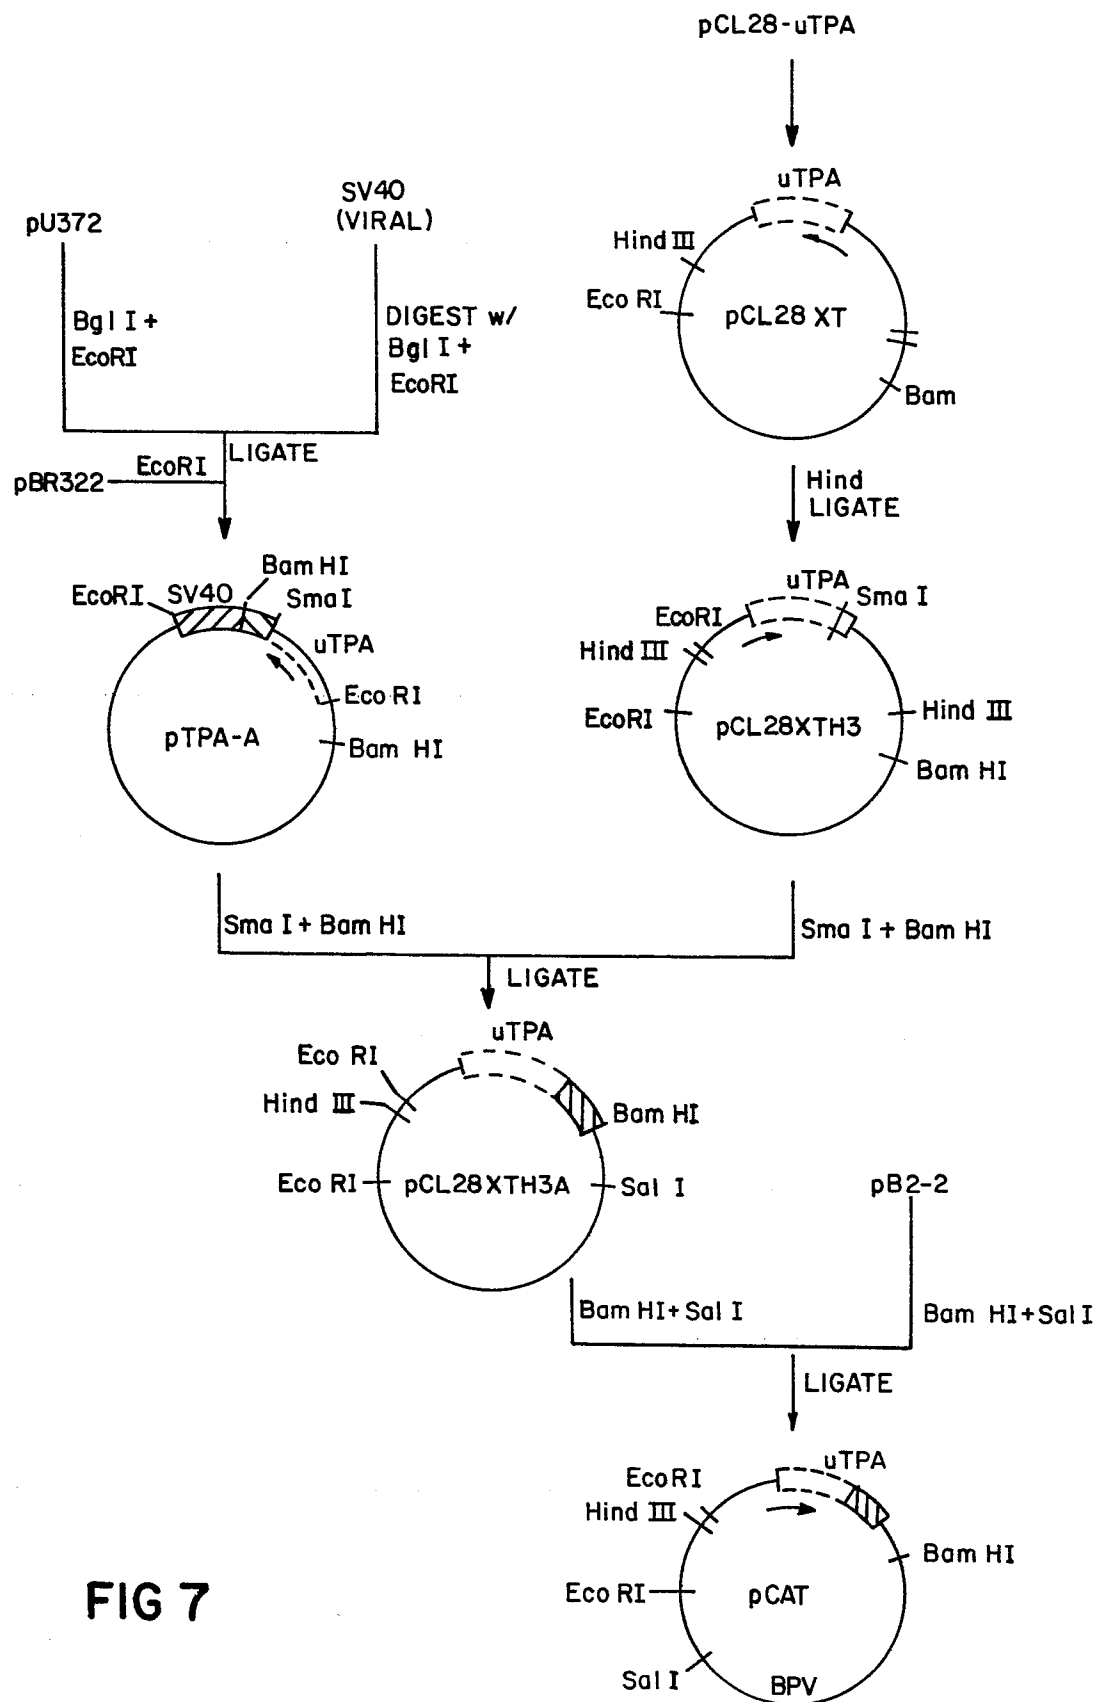 pCL28-uTPA
uTPA
Hind III
Eco RI
pCL28 XT
Bam
pU372
SV40
(VIRAL)
Bgl I +
EcoRI
DIGEST w/
Bgl I +
EcoRI
LIGATE
EcoRI
pBR322
Hind
LIGATE
Bam HI
EcoRI
SV40
Sma I
uTPA
Eco RI
Bam HI
pTPA-A
uTPA
Sma I
EcoRI
Hind III
EcoRI
pCL28XTH3
Hind III
Bam HI
Sma I + Bam HI
Sma I + Bam HI
LIGATE
uTPA
Eco RI
Hind III
Bam HI
Eco RI
pCL28XTH3A
Sal I
pB2-2
Bam HI+Sal I
Bam HI+Sal I
LIGATE
uTPA
EcoRI
Hind III
Bam HI
Eco RI
pCAT
Sal I
BPV
FIG 7